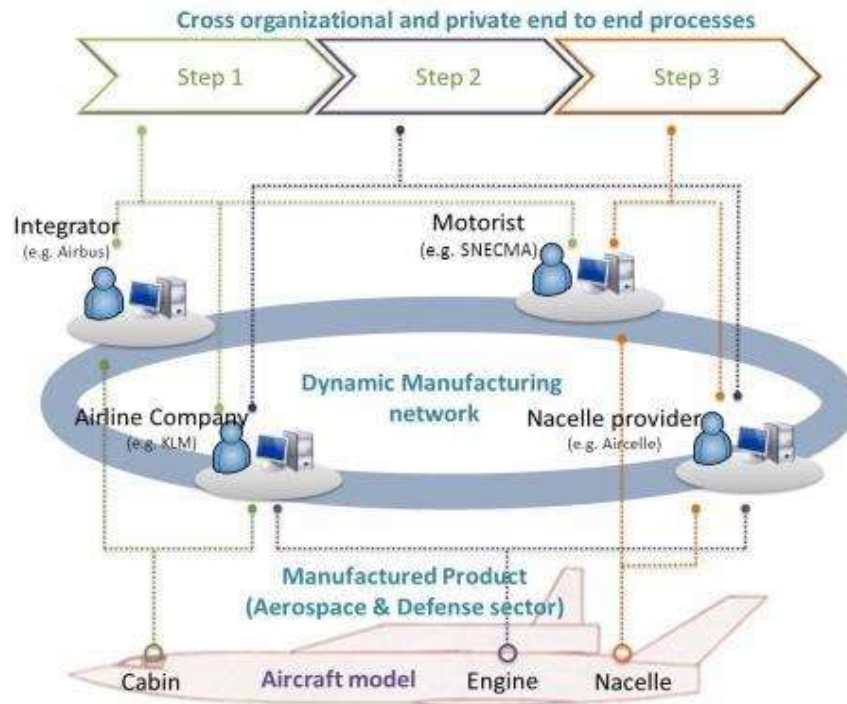 Cross organizational and private end to end processes
Step 1
Step 2
Step 3
Integrator
(e.g. Airbus)
Motorist
(e.g. SNECMA)
Dynamic Manufacturing
network
Airline Company
(e.g. KLM)
Nacelle provider
(e.g. Aircelle)
Manufactured Product
(Aerospace & Defense sector)
Cabin
Aircraft model
Engine
Nacelle